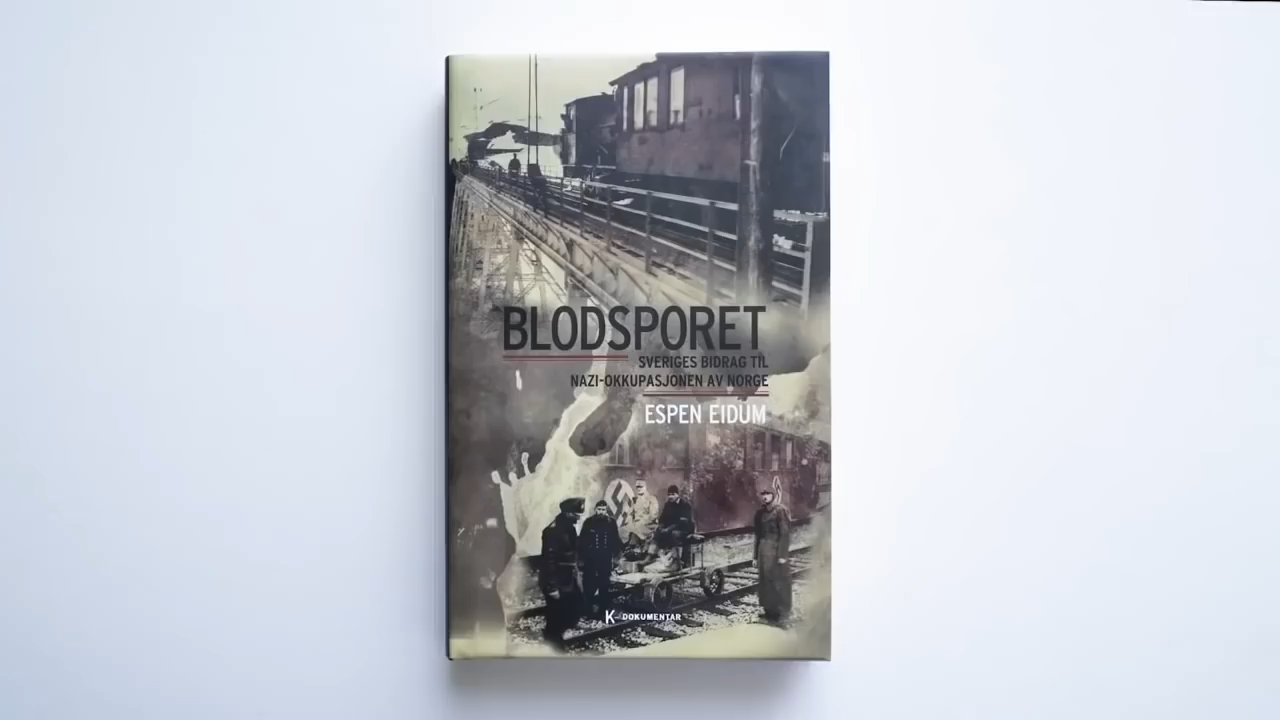 BLODSPORET
SVERIGES BIDRAG TIL
NAZI-OKKUPASJONEN AV NORGE
ESPEN EIDUM
K-DOKUMENTAR